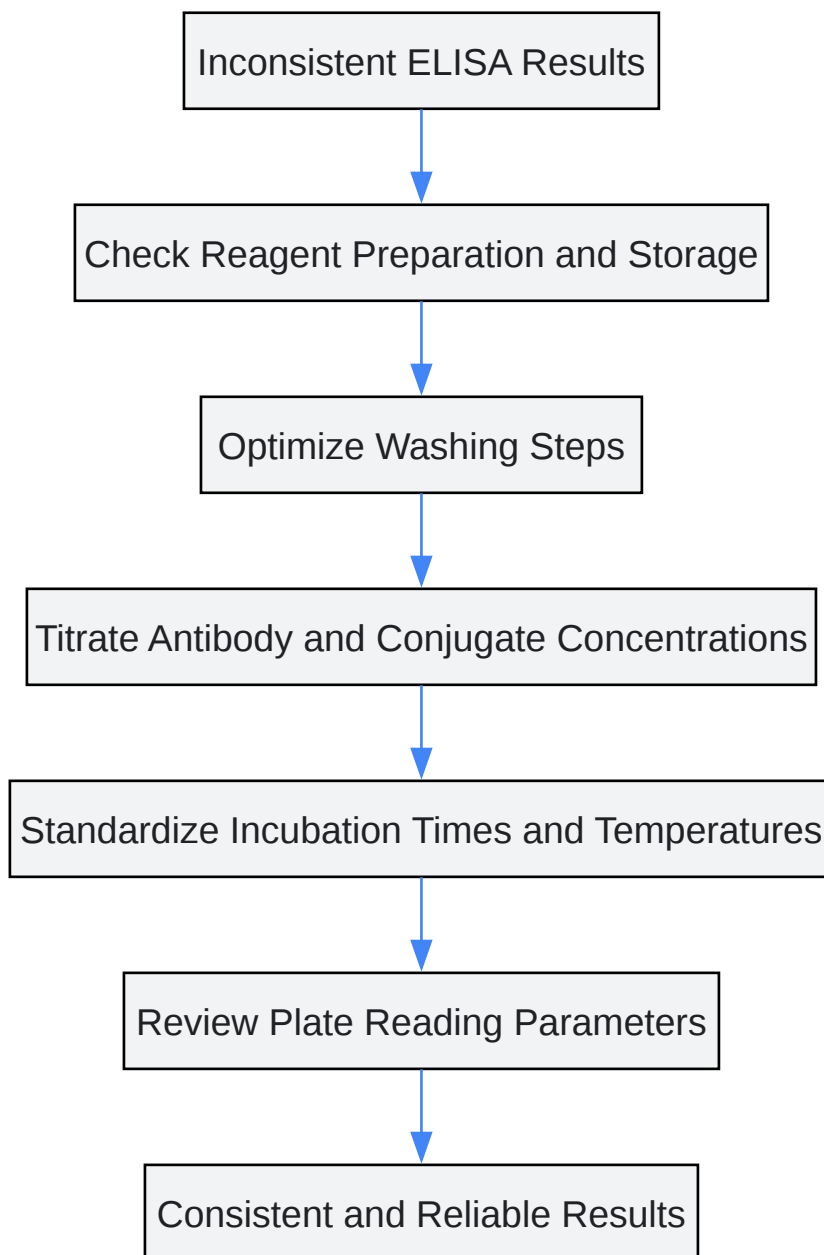 Inconsistent ELISA Results
Check Reagent Preparation and Storage
Optimize Washing Steps
Titrate Antibody and Conjugate Concentrations
Standardize Incubation Times and Temperatures
Review Plate Reading Parameters
Consistent and Reliable Results